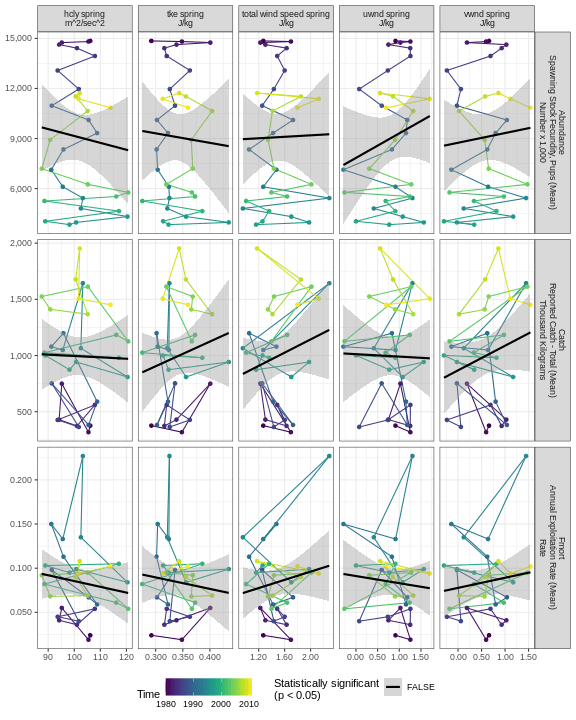 hcdy spring
m^2/sec^2
tke spring
J/kg
total wind speed spring
J/kg
uwnd spring
J/kg
vwnd spring
J/kg
15,000
12,000
9,000
6,000
Abundance
Spawning Stock Fecundity, Pups (Mean)
Number x 1,000
2,000
1,500
1,000
500
Catch
Reported Catch - Total (Mean)
Thousand Kilograms
0.200
0.150
0.100
0.050
Fmort
Annual Exploitation Rate (Mean)
Rate
90 100 110 120
0.300 0.350 0.400
1.20 1.60 2.00
0.00 0.50 1.00 1.50
0.00 0.50 1.00 1.50
Time
1980 1990 2000 2010
Statistically significant
(p < 0.05)
FALSE